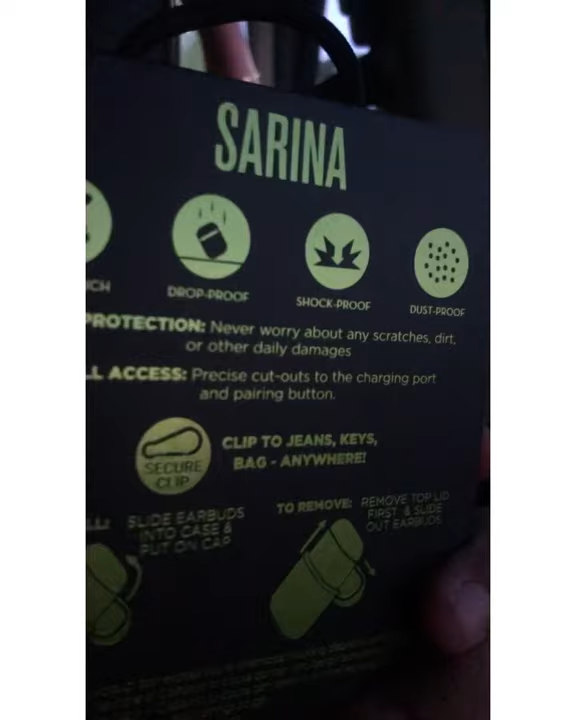 SARINA
DROP-PROOF
SHOCK-PROOF
DUST-PROOF
PROTECTION: Never worry about any scratches, dirt,
or other daily damages
ACCESS: Precise cut-outs to the charging port
and pairing button.
SECURE
CLIP
CLIP TO JEANS, KEYS,
BAG - ANYWHERE!
SLIDE EARBUDS
INTO CASE &
PUT ON CAP
TO REMOVE: REMOVE TOP LID
FIRST & SLIDE
OUT EARBUDS